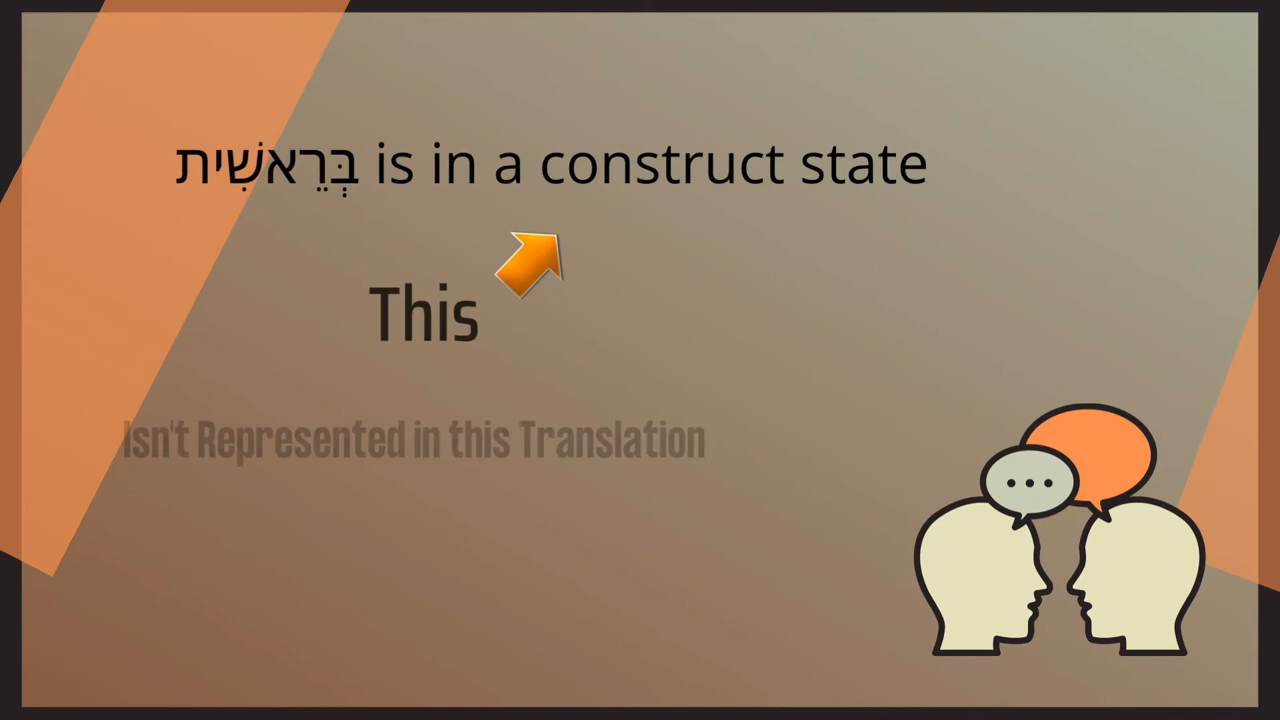 בְּרֵאשִׁית is in a construct state
This
Isn't Represented in this Translation